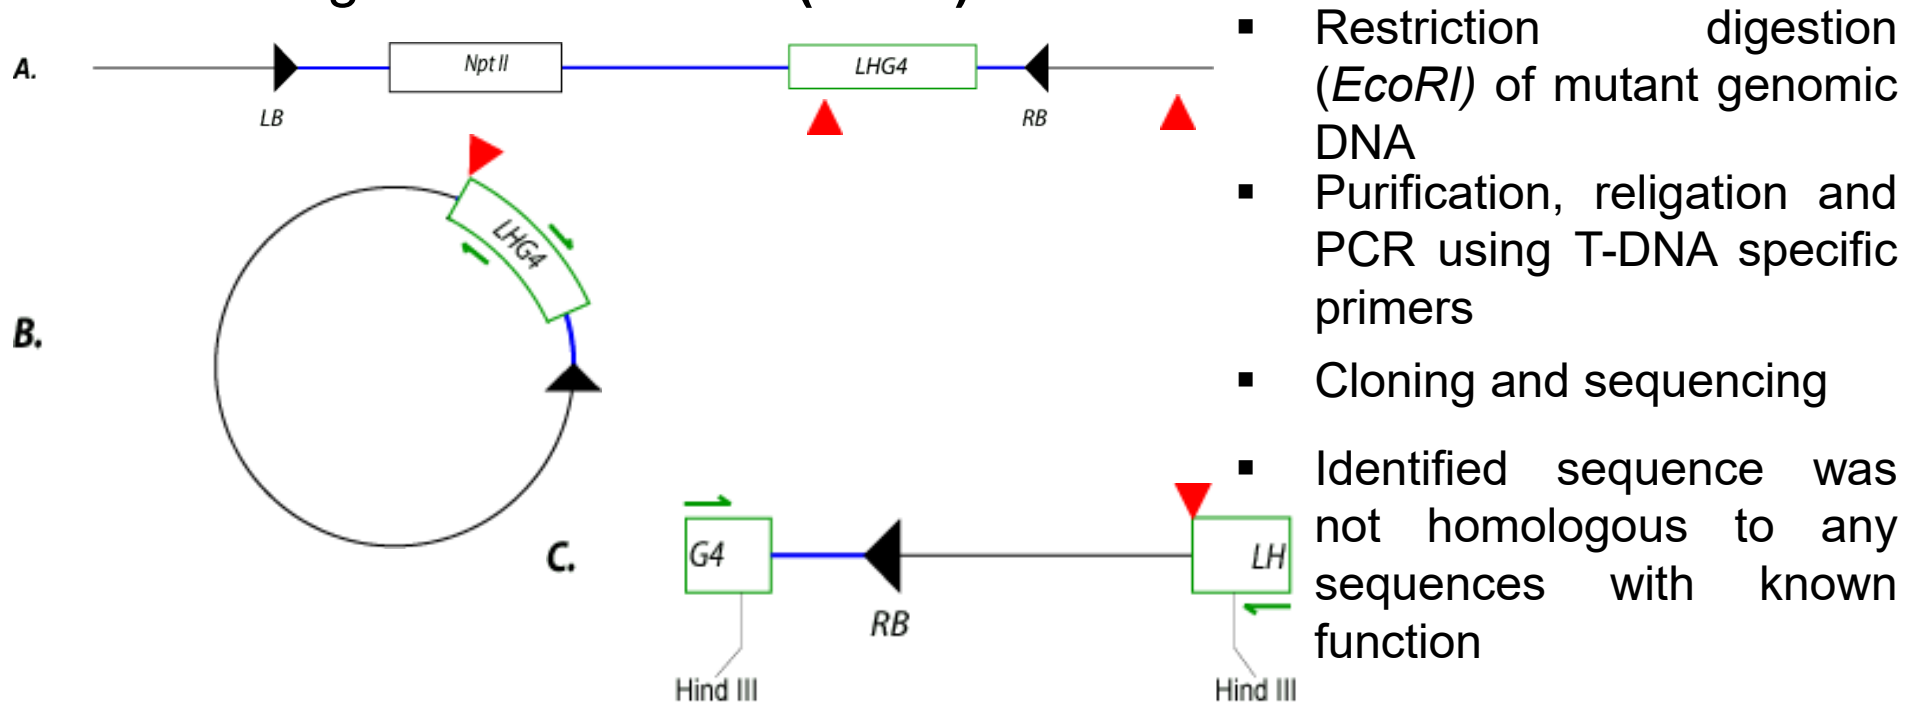 A.
Npt II
LHG4
LB
RB
LHG4
B.
C.
G4
LH
RB
Hind III
Hind III
▪ Restriction digestion
(EcoRI) of mutant genomic
DNA
▪ Purification, religation and
PCR using T-DNA specific
primers
▪ Cloning and sequencing
▪ Identified sequence was
not homologous to any
sequences with known
function